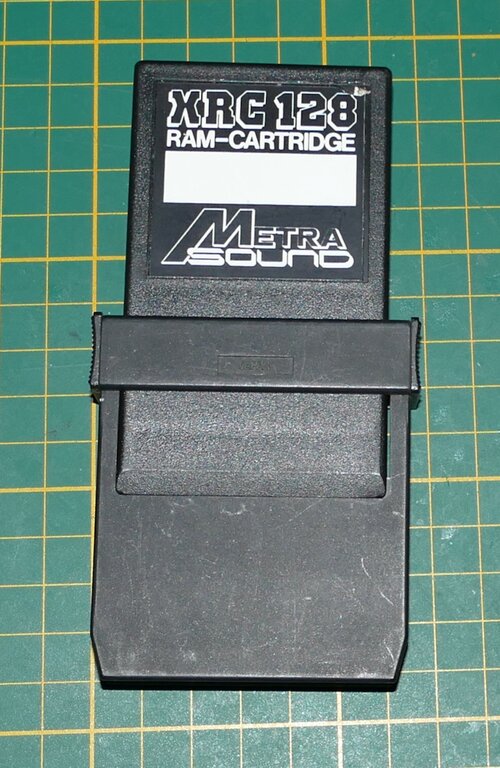 XRC 128
RAM-CARTRIDGE
METRA
SOUND